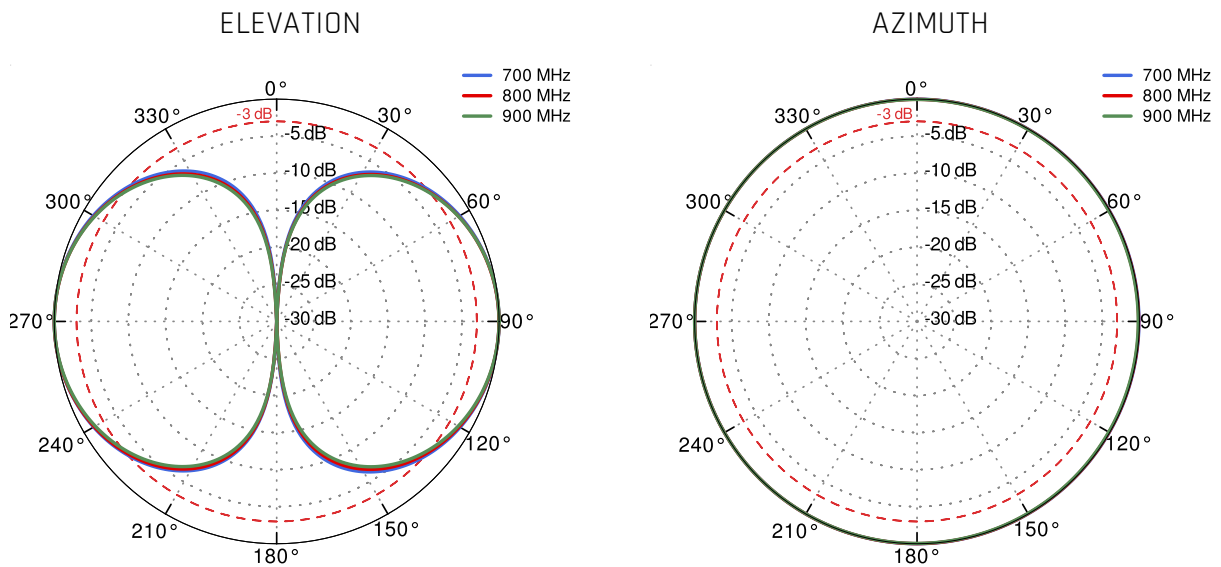 ELEVATION
700 MHz
800 MHz
900 MHz
0°
-3 dB
330°
30°
-5 dB
-10 dB
300°
60°
-15 dB
-20 dB
-25 dB
270°
-30 dB
90°
240°
120°
210°
150°
180°
AZIMUTH
700 MHz
800 MHz
900 MHz
0°
-3 dB
330°
30°
-5 dB
-10 dB
300°
60°
-15 dB
-20 dB
-25 dB
270°
-30 dB
90°
240°
120°
210°
150°
180°